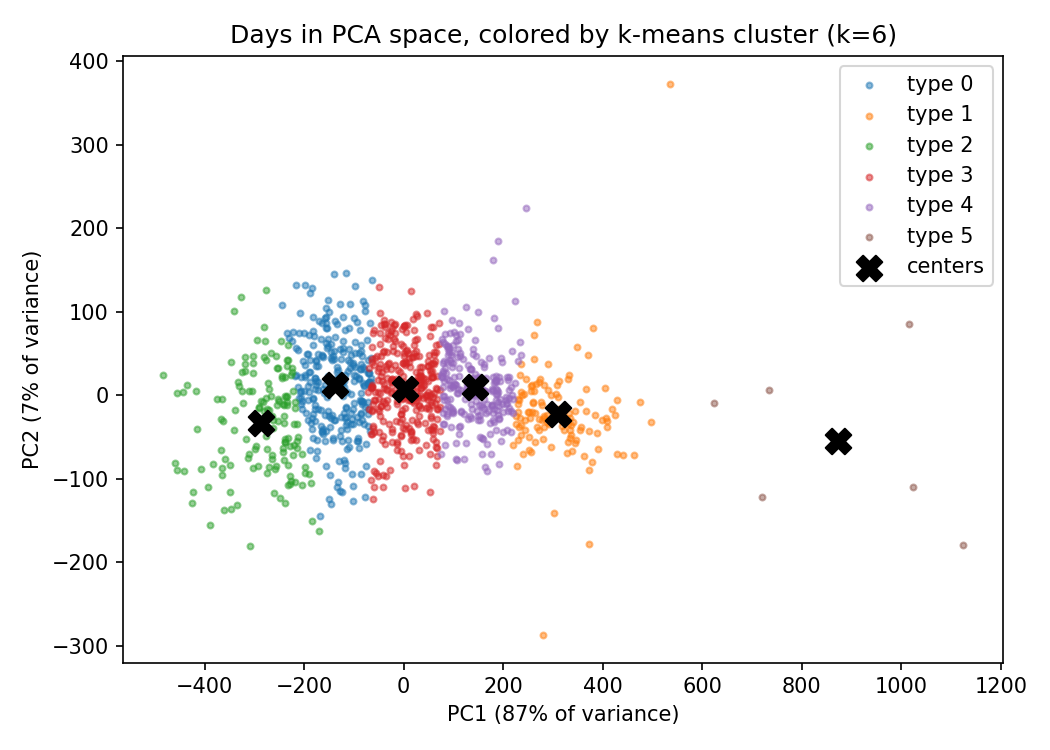 Days in PCA space, colored by k-means cluster (k=6)
400
300
200
100
0
−100
−200
−300
PC2 (7% of variance)
type 0
type 1
type 2
type 3
type 4
type 5
centers
−400
−200
0
200
400
600
800
1000
1200
PC1 (87% of variance)